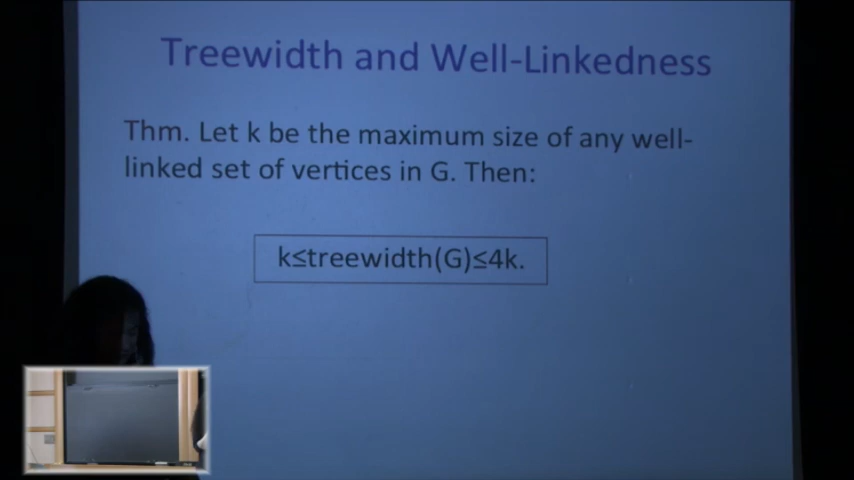 Treewidth and Well-Linkedness
Thm. Let k be the maximum size of any well-
linked set of vertices in G. Then:
k≤treewidth(G)≤4k.